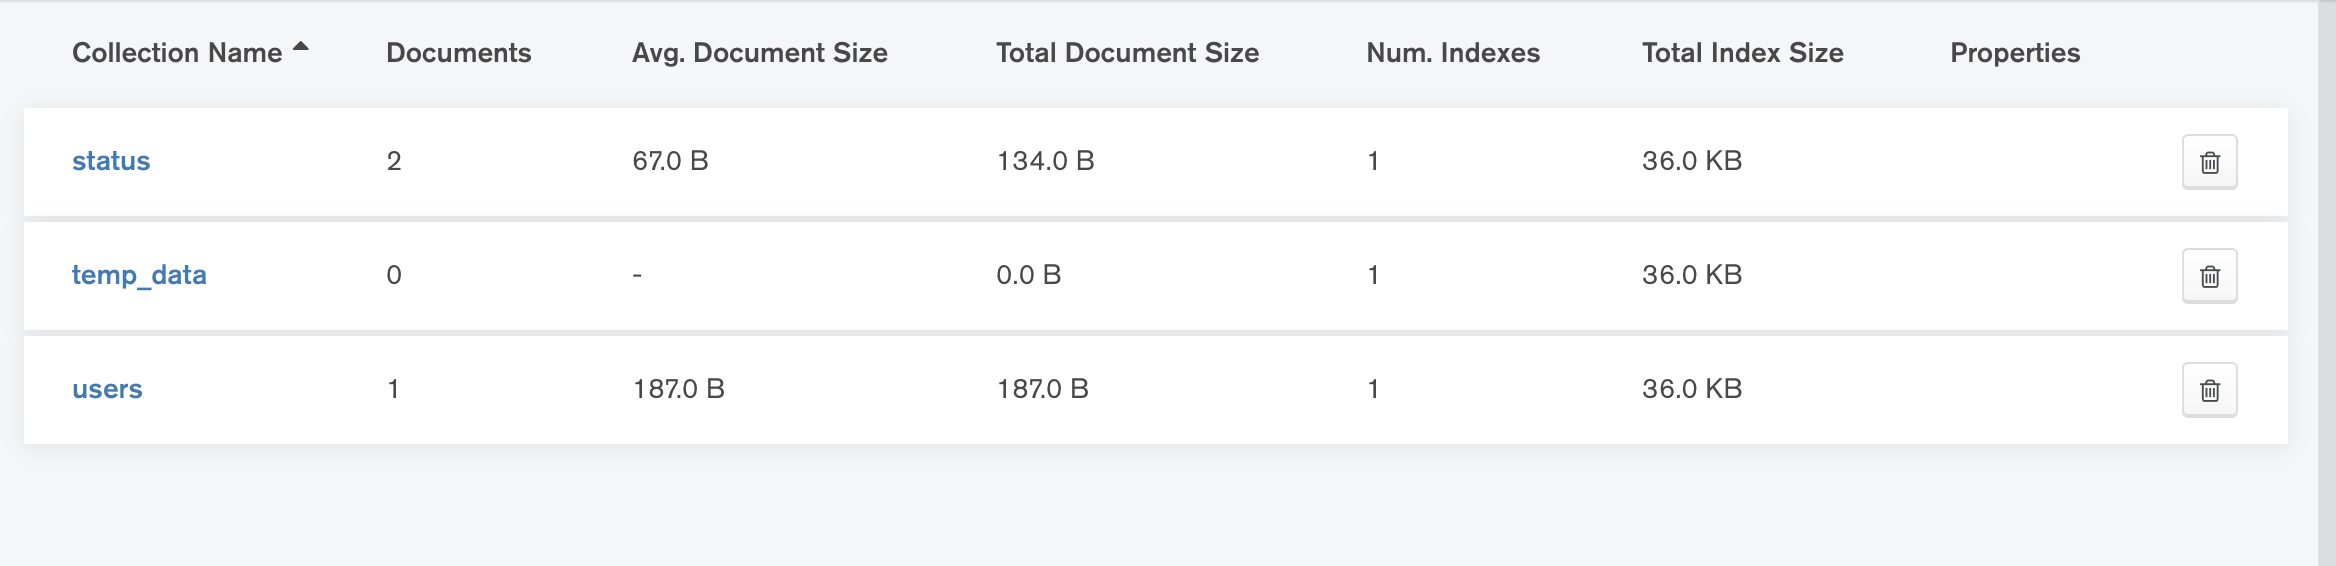 Collection Name Documents Avg. Document Size Total Document Size Num. Indexes Total Index Size Properties
status 2 67.0 B 134.0 B 1 36.0 KB
temp_data 0 - 0.0 B 1 36.0 KB
users 1 187.0 B 187.0 B 1 36.0 KB